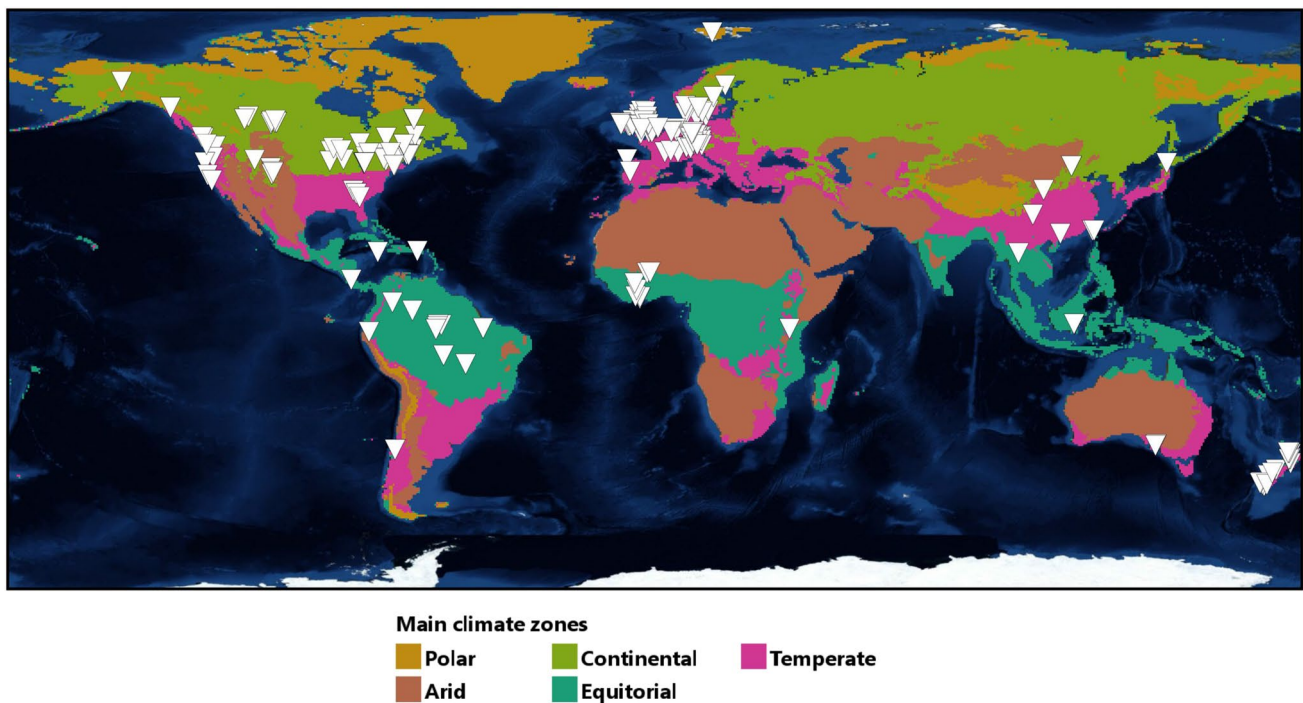 Main climate zones
Polar
Continental
Temperate
Arid
Equitorial